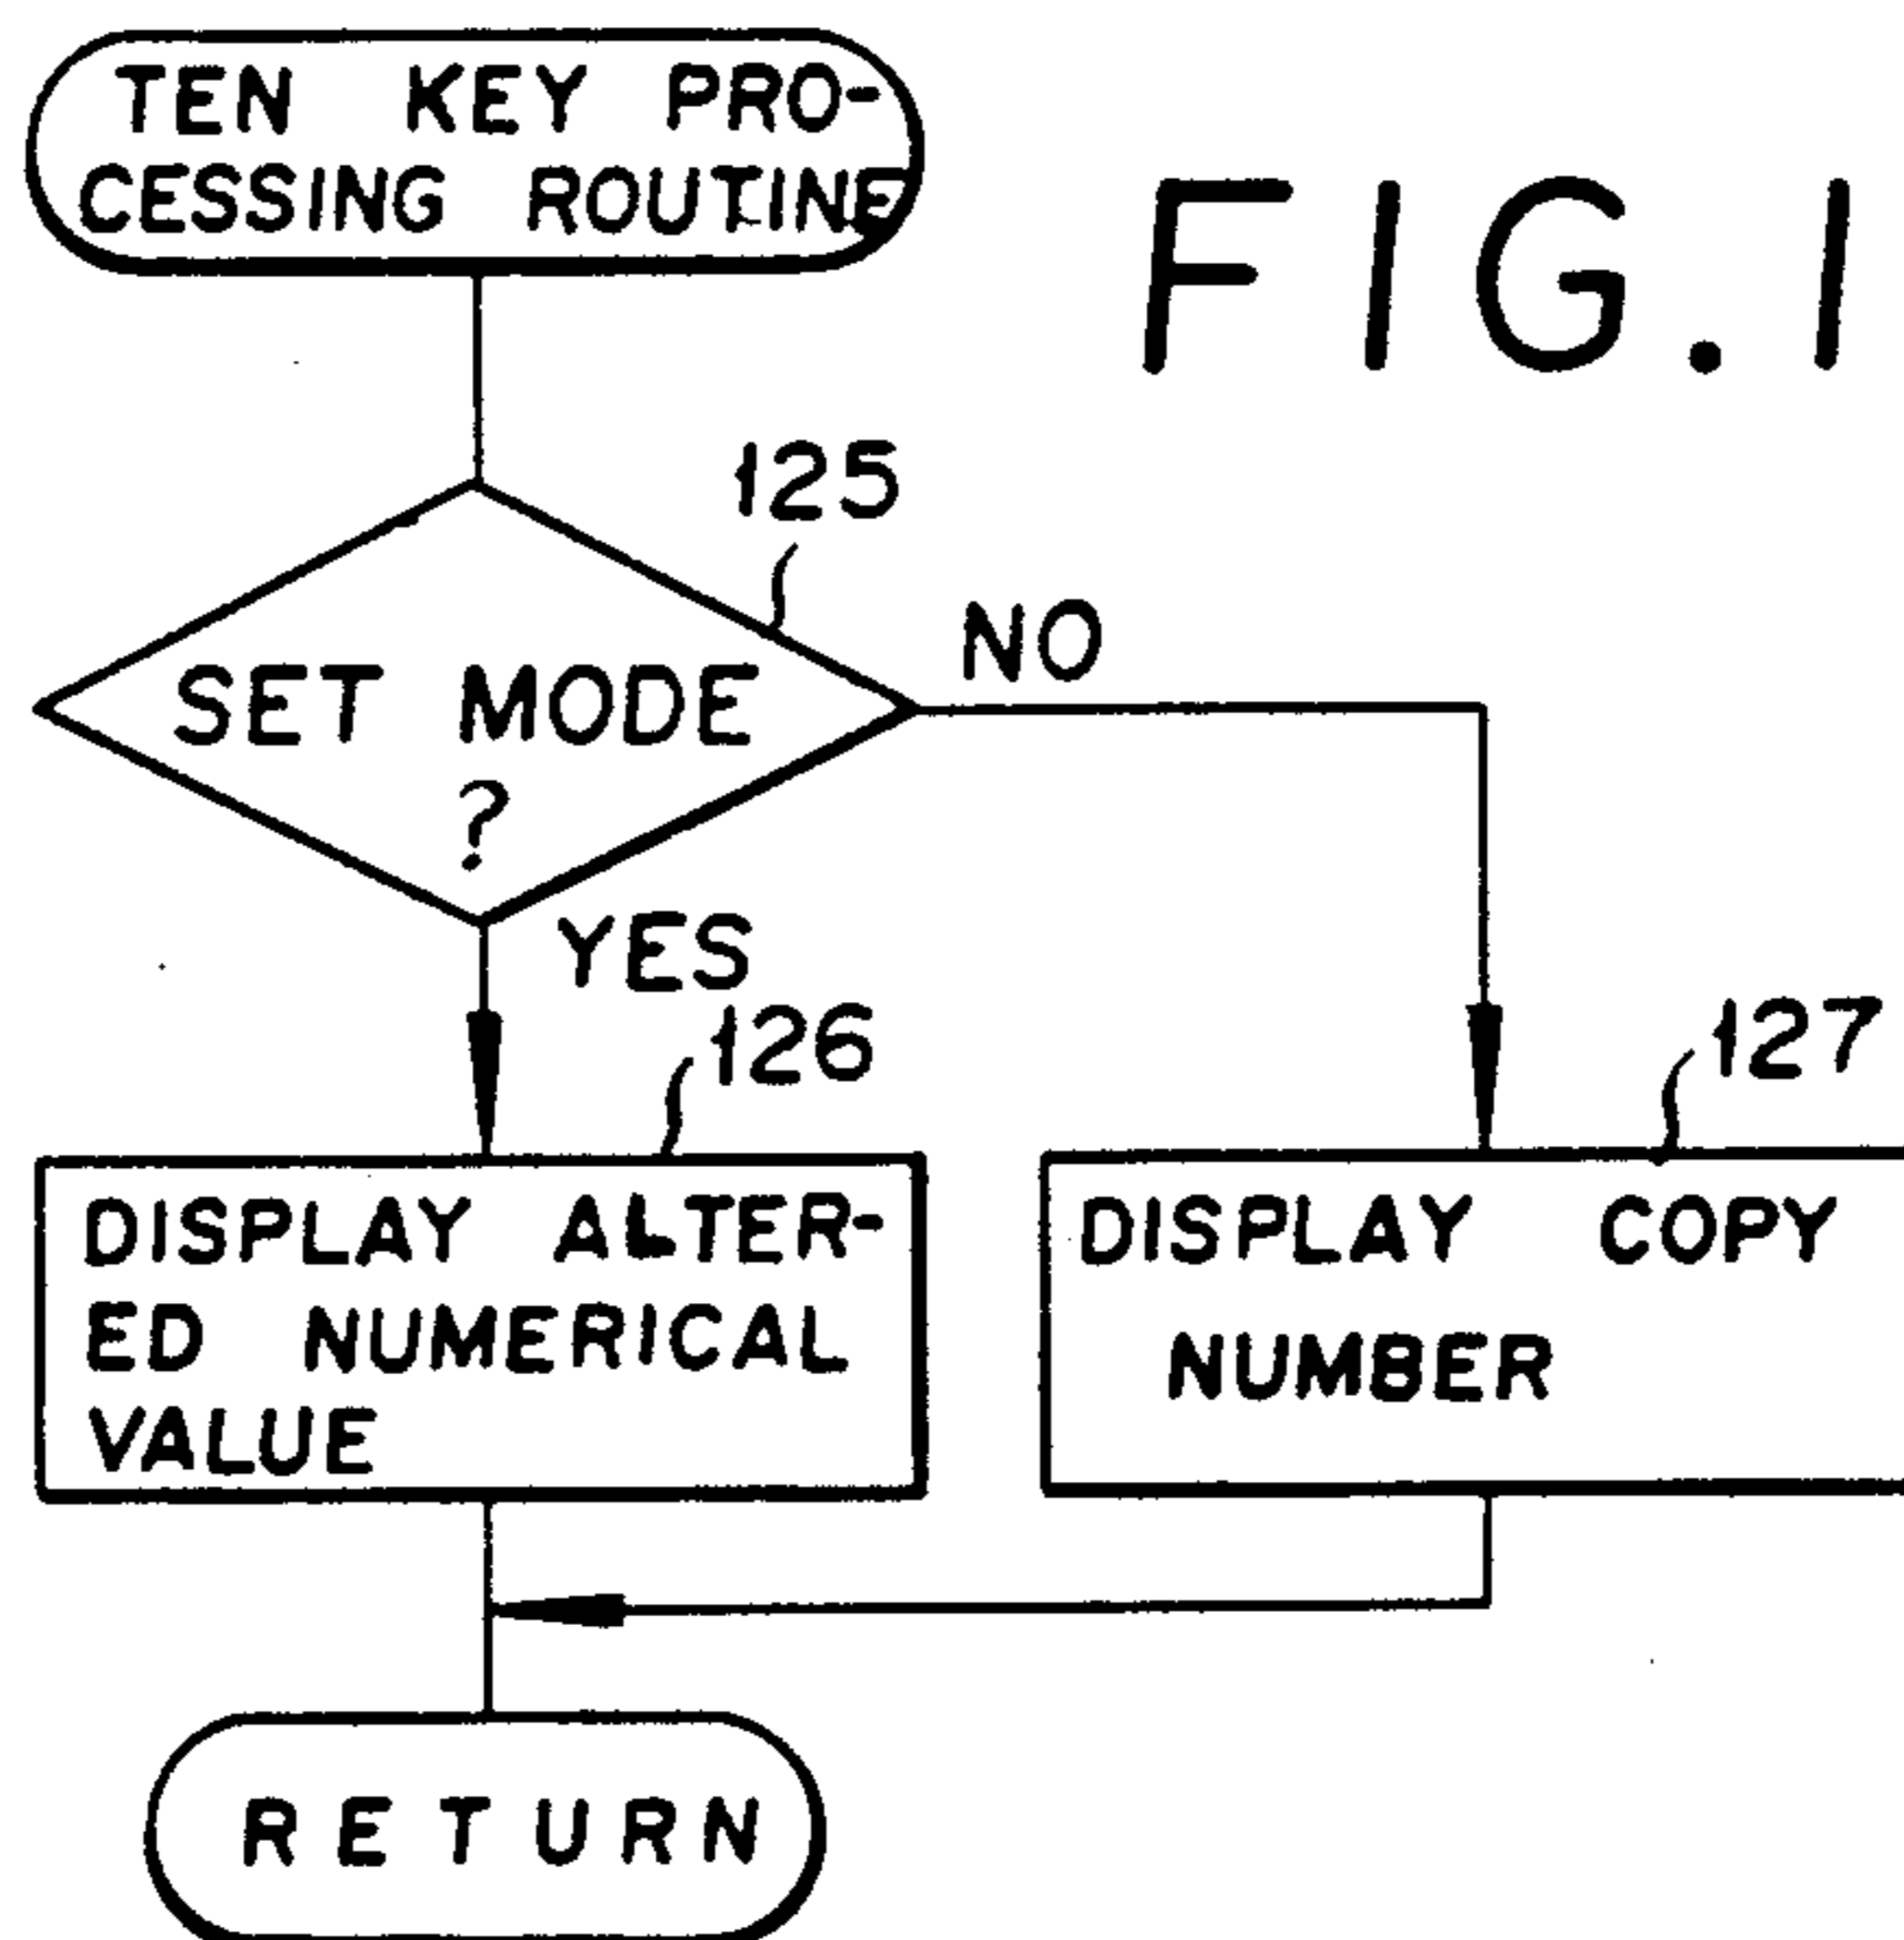 TEN KEY PRO-
CESSING ROUTINE
FIG. 1
125
SET MODE
?
NO
YES
126
127
DISPLAY ALTER-
ED NUMERICAL
VALUE
DISPLAY COPY
NUMBER
RETURN